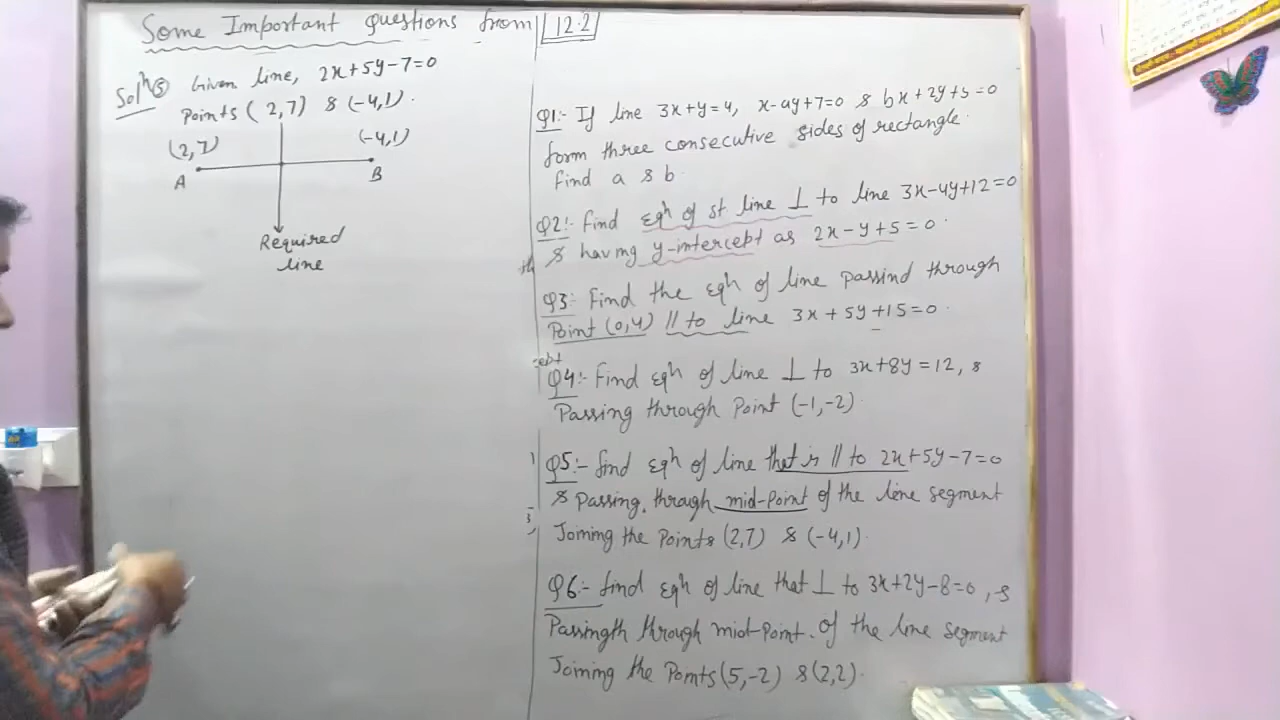 Some Important questions from 12.2
Solⁿ⑤ Given line, 2x+5y-7=0
Points (2,7) & (-4,1).
(2,7) (-4,1)
A B
Required
line
Q1:- If line 3x+y=4, x-ay+7=0 & bx+2y+5=0
form three consecutive sides of rectangle.
find a & b.
Q2:- find eqⁿ of st line ⊥ to line 3x-4y+12=0
& having y-intercept as 2x-y+5=0.
Q3:- Find the eqⁿ of line passind through
Point (0,4) // to line 3x+5y+15=0.
Q4:- Find eqⁿ of line ⊥ to 3x+8y=12, &
Passing through Point (-1,-2).
Q5:- find eqⁿ of line that is // to 2x+5y-7=0
& passing through mid-point of the line segment
Joining the Points (2,7) & (-4,1).
Q6:- find eqⁿ of line that ⊥ to 3x+2y-8=0, &
Passingth through mid-point of the line segment
Joining the Points (5,-2) & (2,2).